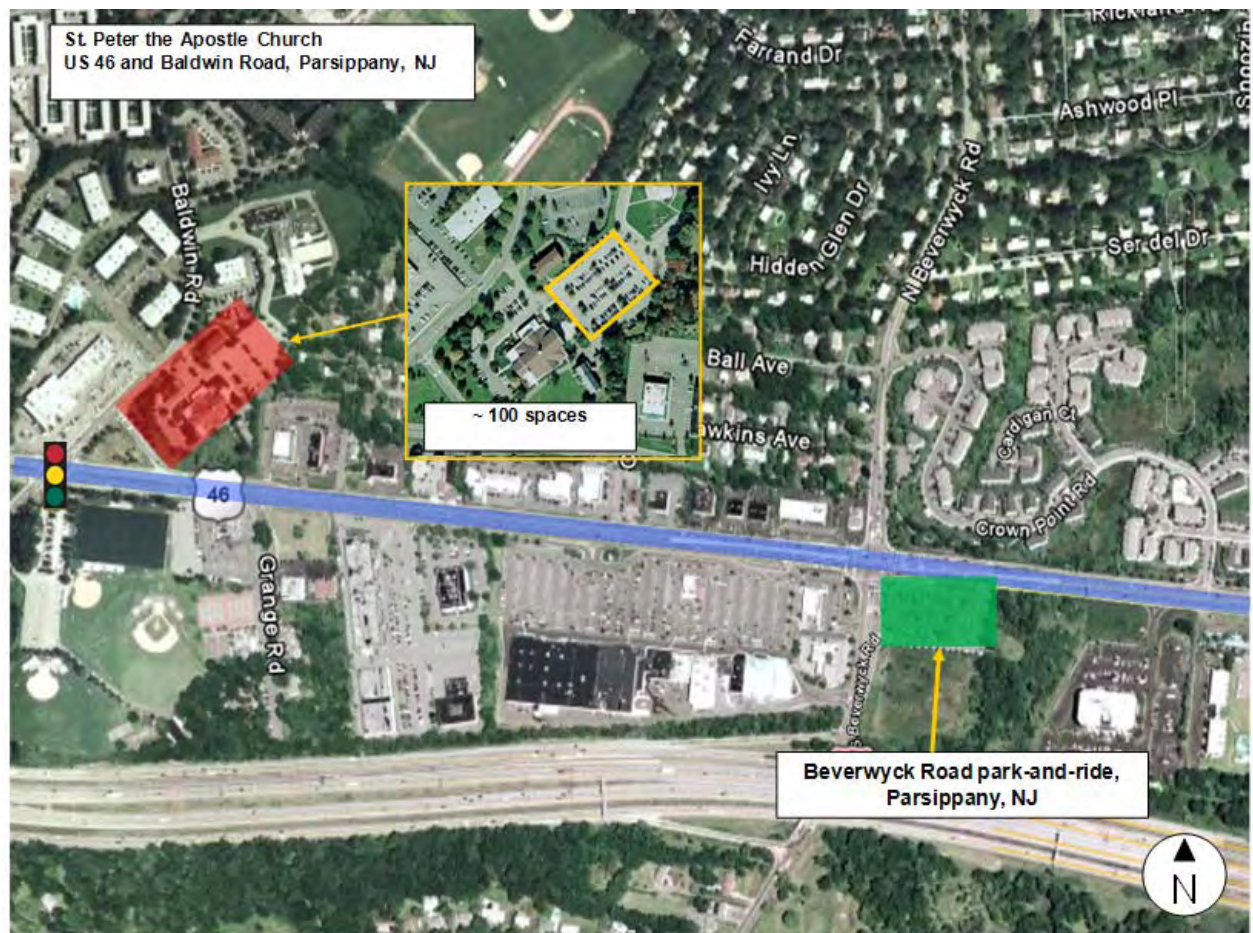 St. Peter the Apostle Church
US 46 and Baldwin Road, Parsippany, NJ
Farrand Dr
Ashwood Pl
Ivy Ln
N Beverwyck Rd
Baldwin Rd
Hidden Glen Dr
Ser del Dr
Ball Ave
~ 100 spaces
awkins Ave
Cardigan Ct
46
Crown Point Rd
Grange Rd
S Beverwyck Rd
Beverwyck Road park-and-ride,
Parsippany, NJ
N